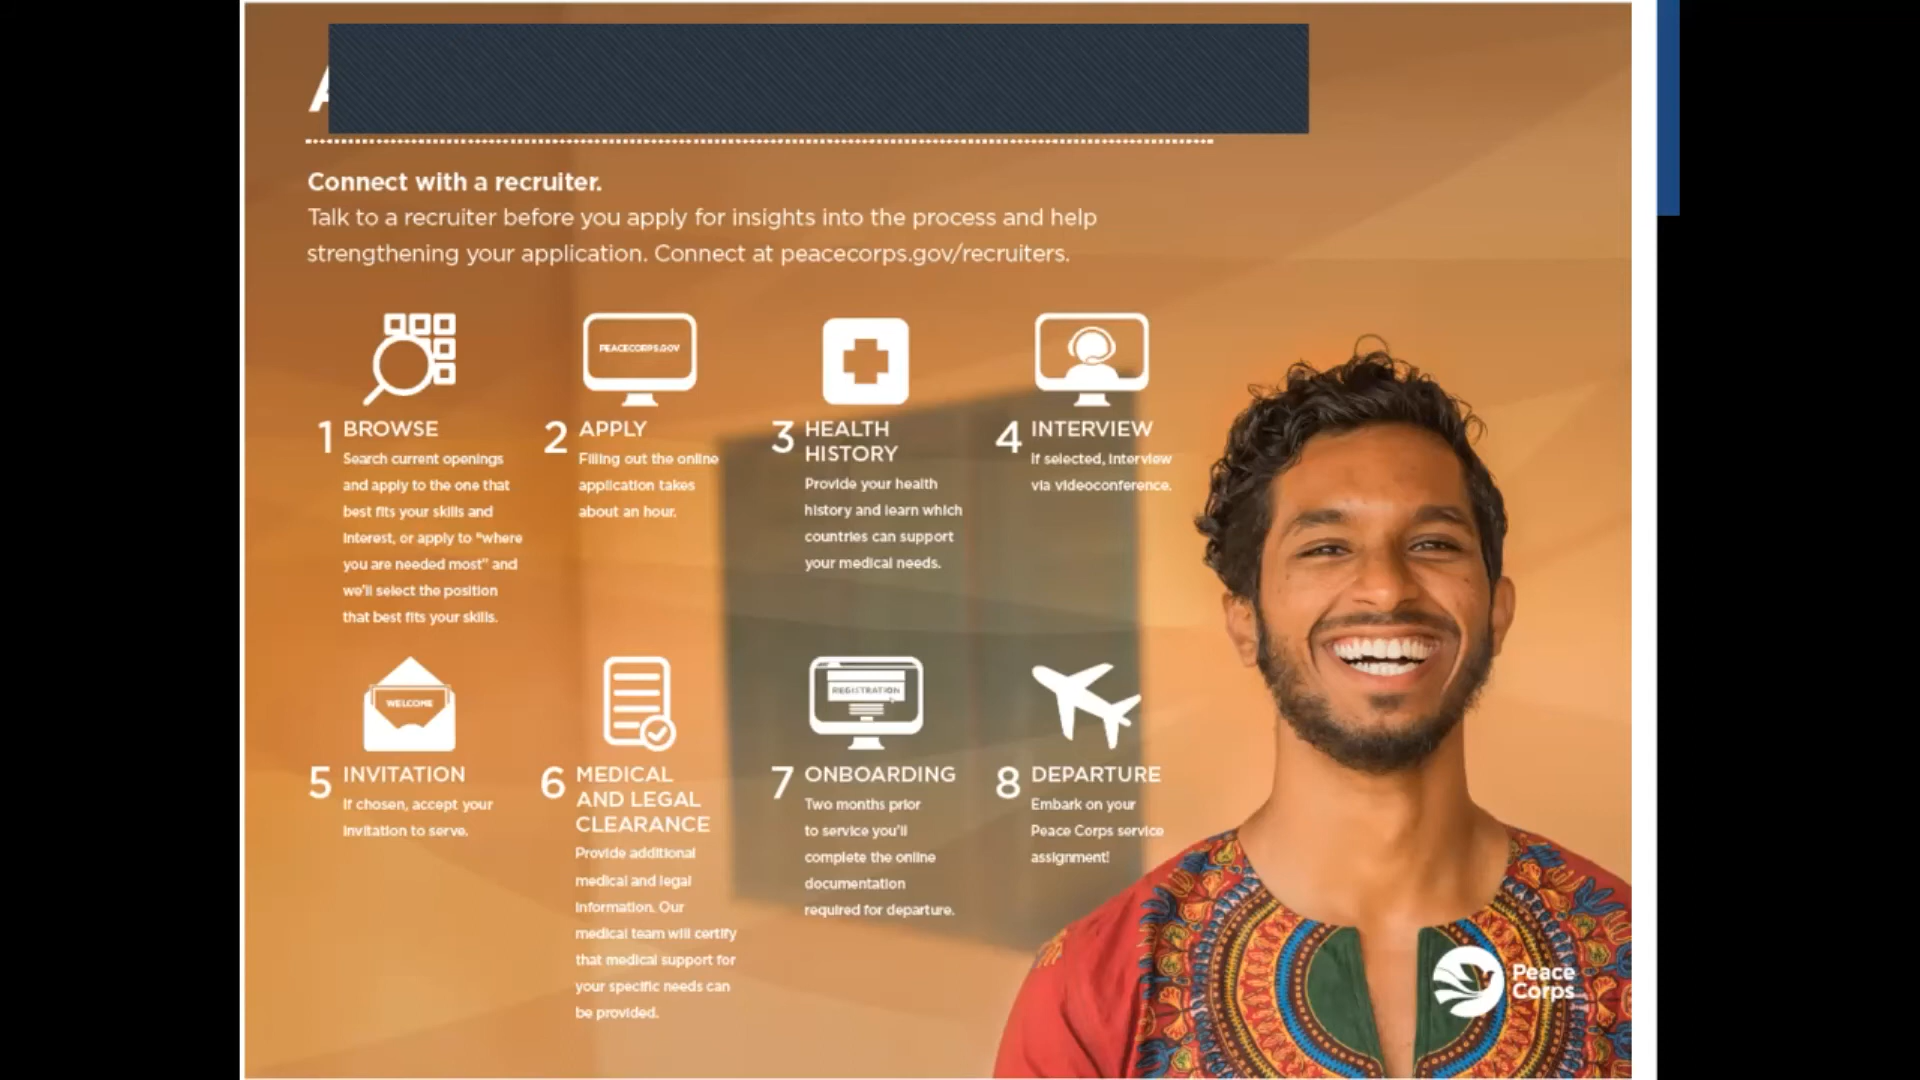 A
Connect with a recruiter.
Talk to a recruiter before you apply for insights into the process and help
strengthening your application. Connect at peacecorps.gov/recruiters.
PEACECORPS.GOV
1 BROWSE
Search current openings
and apply to the one that
best fits your skills and
interest, or apply to "where
you are needed most" and
we'll select the position
that best fits your skills.
2 APPLY
Filling out the online
application takes
about an hour.
3 HEALTH
HISTORY
Provide your health
history and learn which
countries can support
your medical needs.
4 INTERVIEW
If selected, interview
via videoconference.
WELCOME
5 INVITATION
If chosen, accept your
invitation to serve.
6 MEDICAL
AND LEGAL
CLEARANCE
Provide additional
medical and legal
information. Our
medical team will certify
that medical support for
your specific needs can
be provided.
REGISTRATION
7 ONBOARDING
Two months prior
to service you'll
complete the online
documentation
required for departure.
8 DEPARTURE
Embark on your
Peace Corps service
assignment!
Peace
Corps